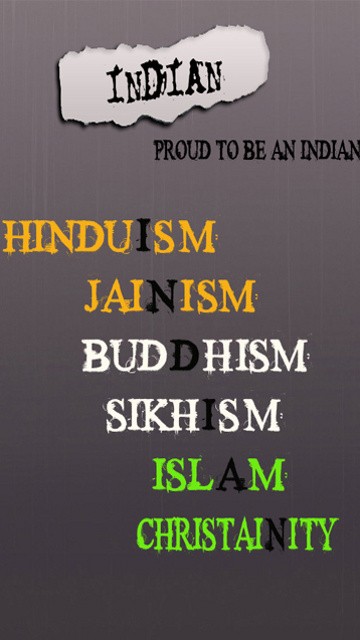 INDIAN
PROUD TO BE AN INDIAN
HINDUISM
JAINISM
BUDDHISM
SIKHISM
ISLAM
CHRISTAINITY